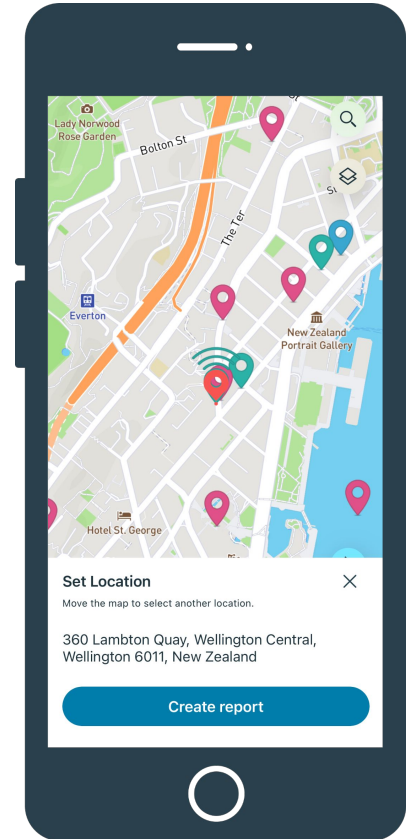 Lady Norwood
Rose Garden
Bolton St
The Ter
Everton
New Zealand
Portrait Gallery
Hotel St. George
Set Location
Move the map to select another location.
360 Lambton Quay, Wellington Central,
Wellington 6011, New Zealand
Create report